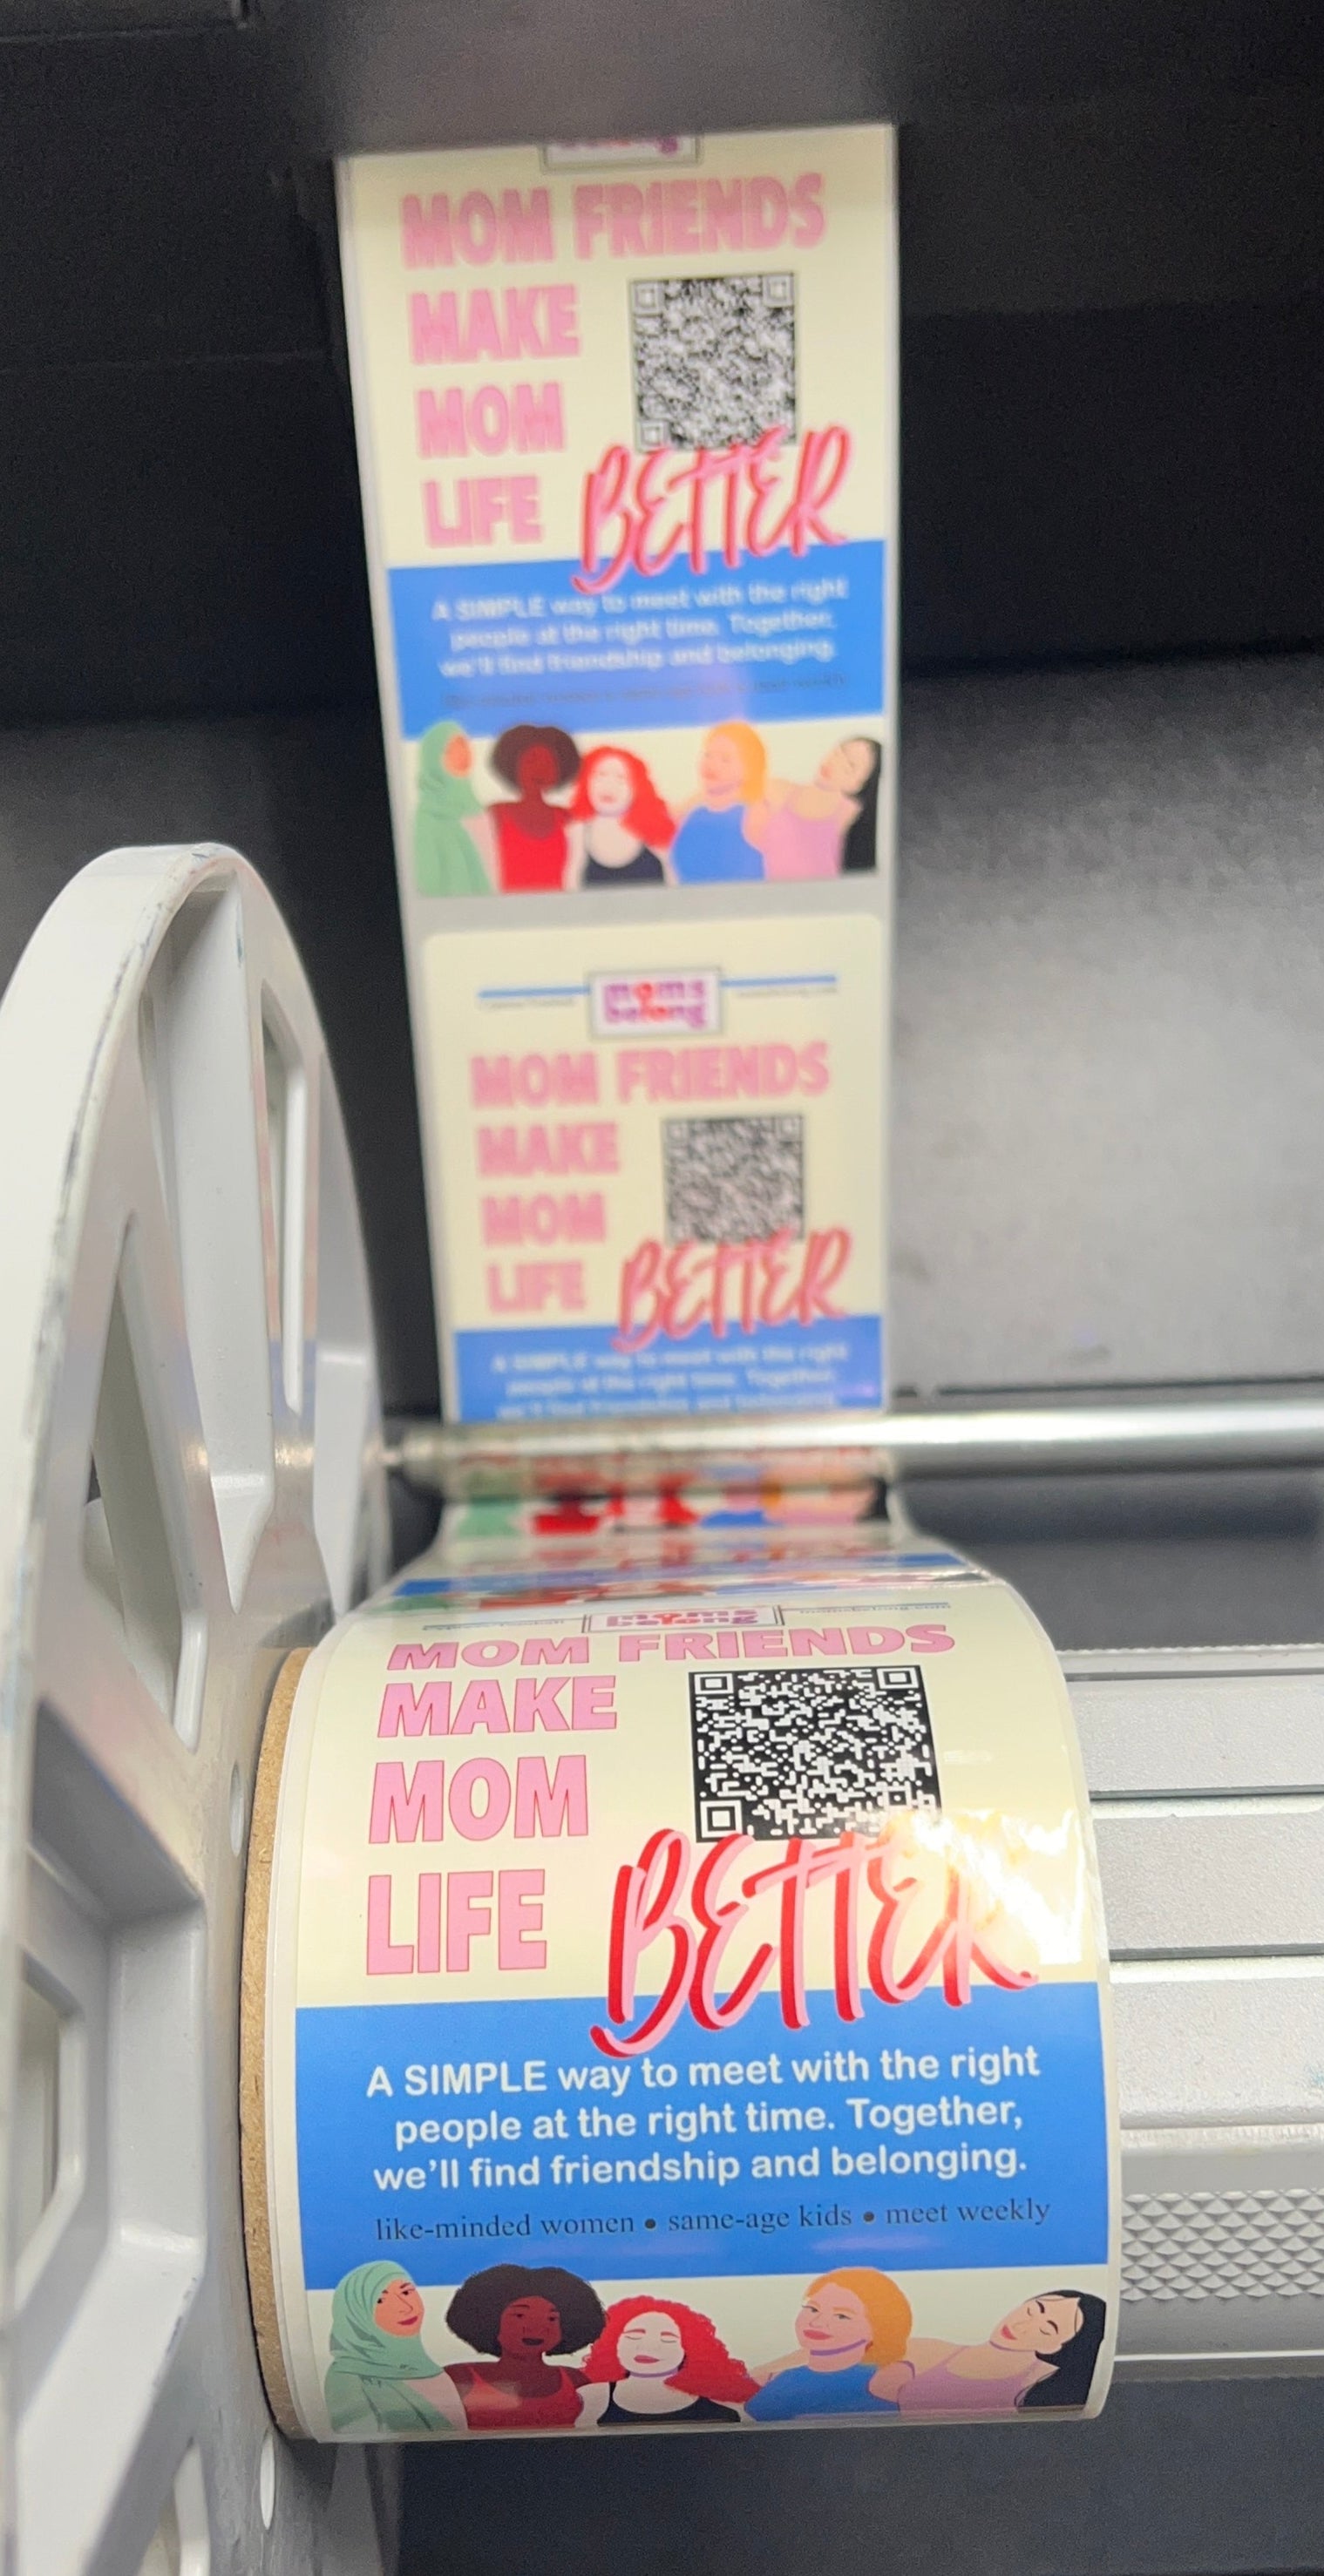 MOM FRIENDS
MAKE
MOM
LIFE BETTER
A SIMPLE way to meet with the right
people at the right time. Together,
we'll find friendship and belonging.
moms
belong
MOM FRIENDS
MAKE
MOM
LIFE BETTER
A SIMPLE way to meet with the right
people at the right time. Together,
we'll find friendship and belonging.
moms
belong
MOM FRIENDS
MAKE
MOM
LIFE BETTER
A SIMPLE way to meet with the right
people at the right time. Together,
we'll find friendship and belonging.
like-minded women • same-age kids • meet weekly